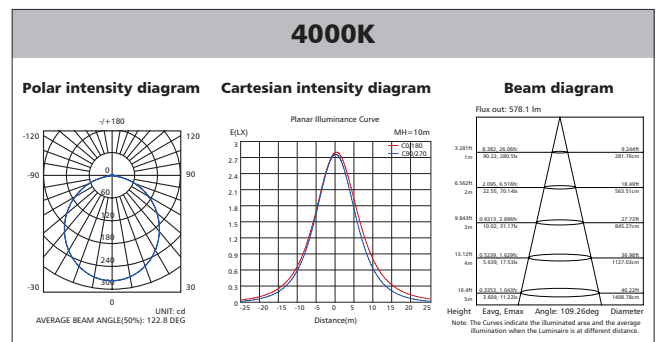 4000K
Polar intensity diagram
Cartesian intensity diagram
Beam diagram
-/+180
-120
120
-90
90
-30
30
0
0
60
120
180
240
300
UNIT: cd
AVERAGE BEAM ANGLE(50%): 122.8 DEG
Planar Illuminance Curve
E(LX)
MH=10m
C0/180
C90/270
3
2.7
2.4
2.1
1.8
1.5
1.2
0.9
0.6
0.3
0
-25 -20 -15 -10 -5 0 5 10 15 20 25
Distance(m)
Flux out: 578.1 lm
3.281ft 8.382, 26.06fc 9.244ft
1m 90.22, 280.5lx 281.76cm
6.562ft 2.095, 6.516fc 18.49ft
2m 22.55, 70.14lx 563.51cm
9.843ft 0.9313, 2.896fc 27.73ft
3m 10.02, 31.17lx 845.27cm
13.12ft 0.5239, 1.629fc 36.98ft
4m 5.639, 17.53lx 1127.03cm
16.4ft 0.3353, 1.043fc 46.22ft
5m 3.609, 11.22lx 1408.78cm
Height Eavg, Emax Angle: 109.26deg Diameter
Note: The Curves indicate the illuminated area and the average
illumination when the Luminaire is at different distance.